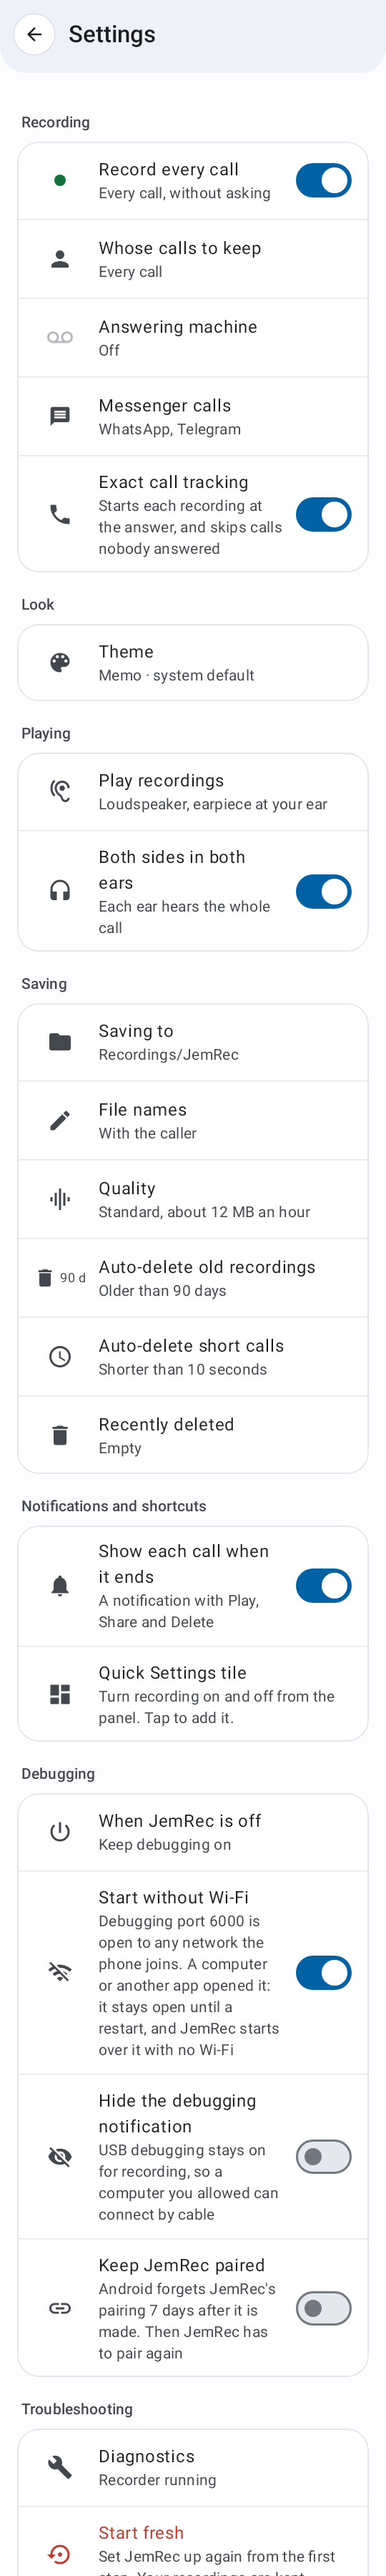 Settings
Recording
Record every call
Every call, without asking
Whose calls to keep
Every call
Answering machine
Off
Messenger calls
WhatsApp, Telegram
Exact call tracking
Starts each recording at
the answer, and skips calls
nobody answered
Look
Theme
Memo · system default
Playing
Play recordings
Loudspeaker, earpiece at your ear
Both sides in both
ears
Each ear hears the whole
call
Saving
Saving to
Recordings/JemRec
File names
With the caller
Quality
Standard, about 12 MB an hour
90 d
Auto-delete old recordings
Older than 90 days
Auto-delete short calls
Shorter than 10 seconds
Recently deleted
Empty
Notifications and shortcuts
Show each call when
it ends
A notification with Play,
Share and Delete
Quick Settings tile
Turn recording on and off from the
panel. Tap to add it.
Debugging
When JemRec is off
Keep debugging on
Start without Wi-Fi
Debugging port 6000 is
open to any network the
phone joins. A computer
or another app opened it:
it stays open until a
restart, and JemRec starts
over it with no Wi-Fi
Hide the debugging
notification
USB debugging stays on
for recording, so a
computer you allowed can
connect by cable
Keep JemRec paired
Android forgets JemRec's
pairing 7 days after it is
made. Then JemRec has
to pair again
Troubleshooting
Diagnostics
Recorder running
Start fresh
Set JemRec up again from the first